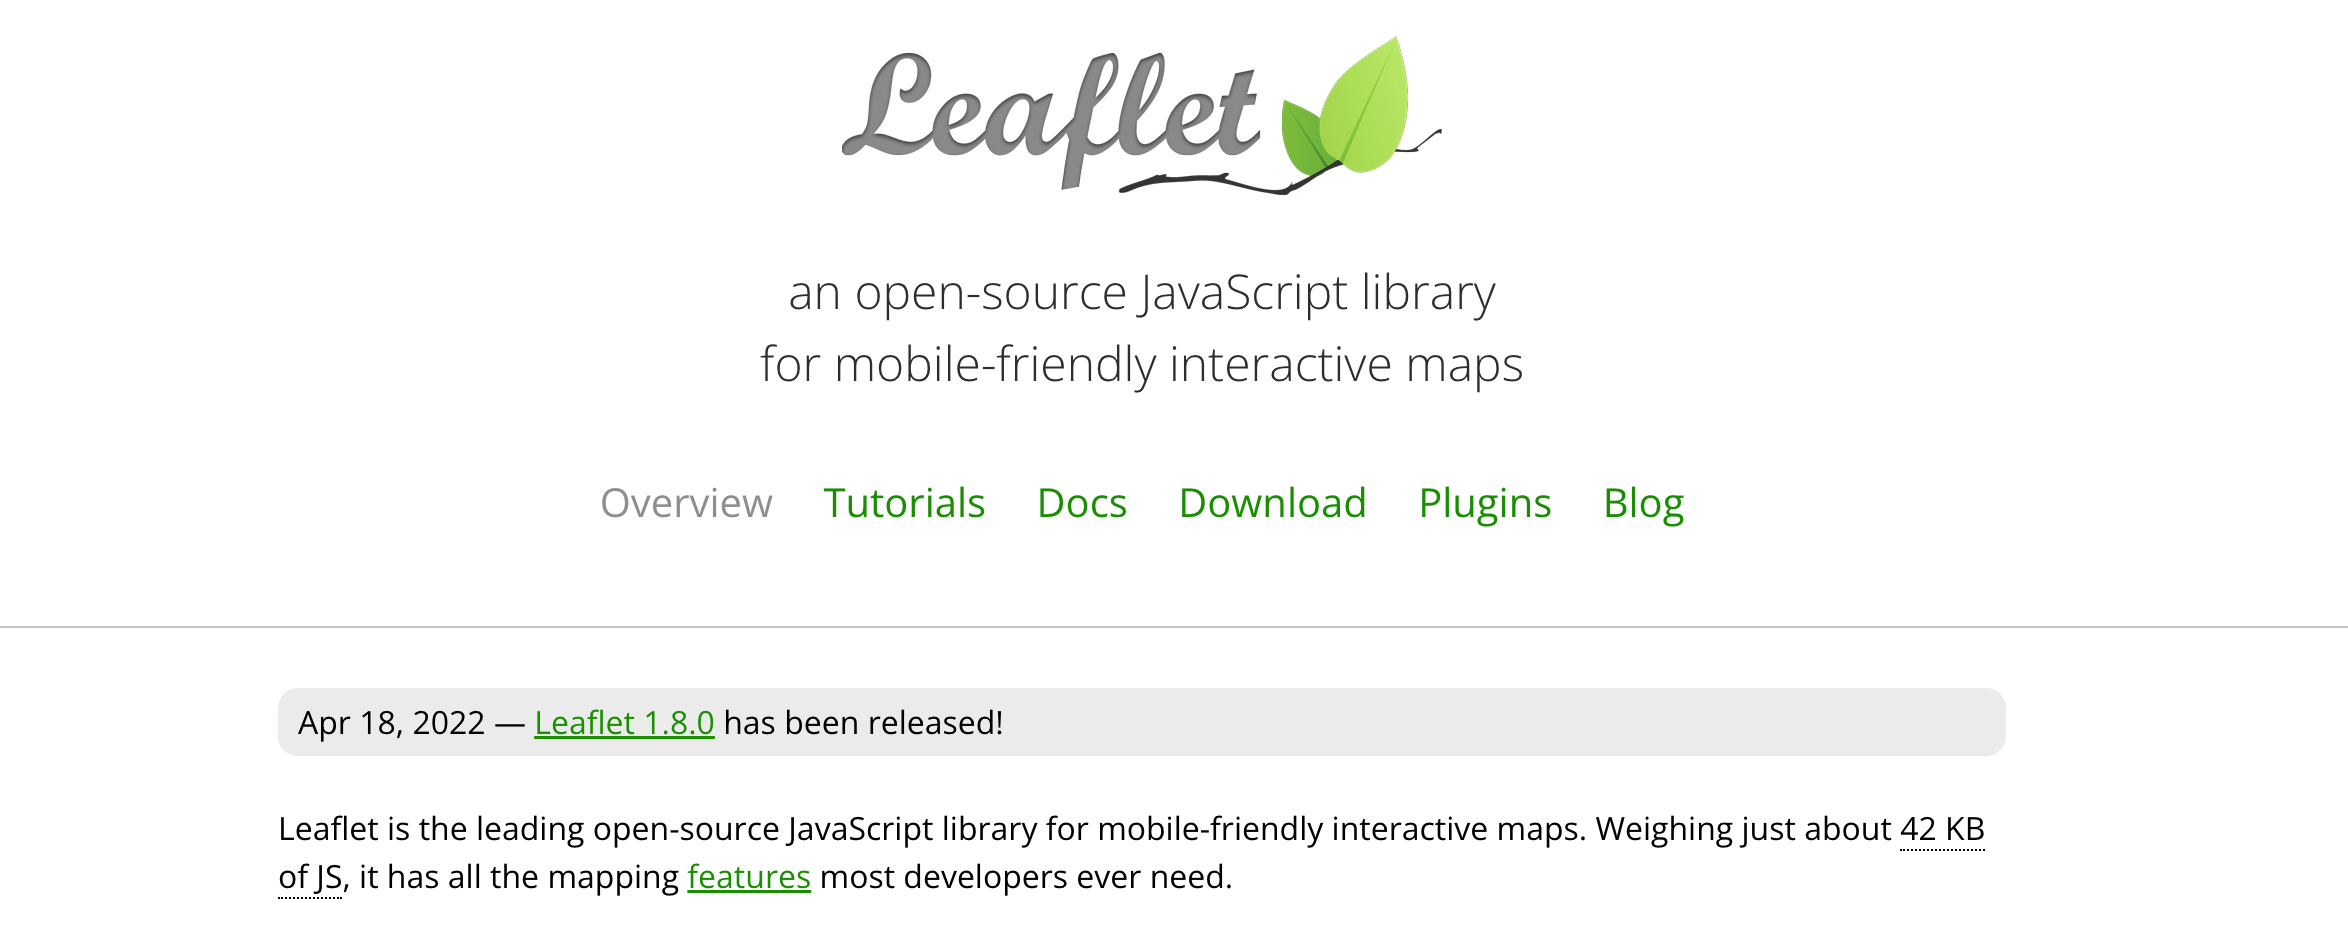 Leaflet
an open-source JavaScript library
for mobile-friendly interactive maps
Overview Tutorials Docs Download Plugins Blog
Apr 18, 2022 — Leaflet 1.8.0 has been released!
Leaflet is the leading open-source JavaScript library for mobile-friendly interactive maps. Weighing just about 42 KB
of JS, it has all the mapping features most developers ever need.